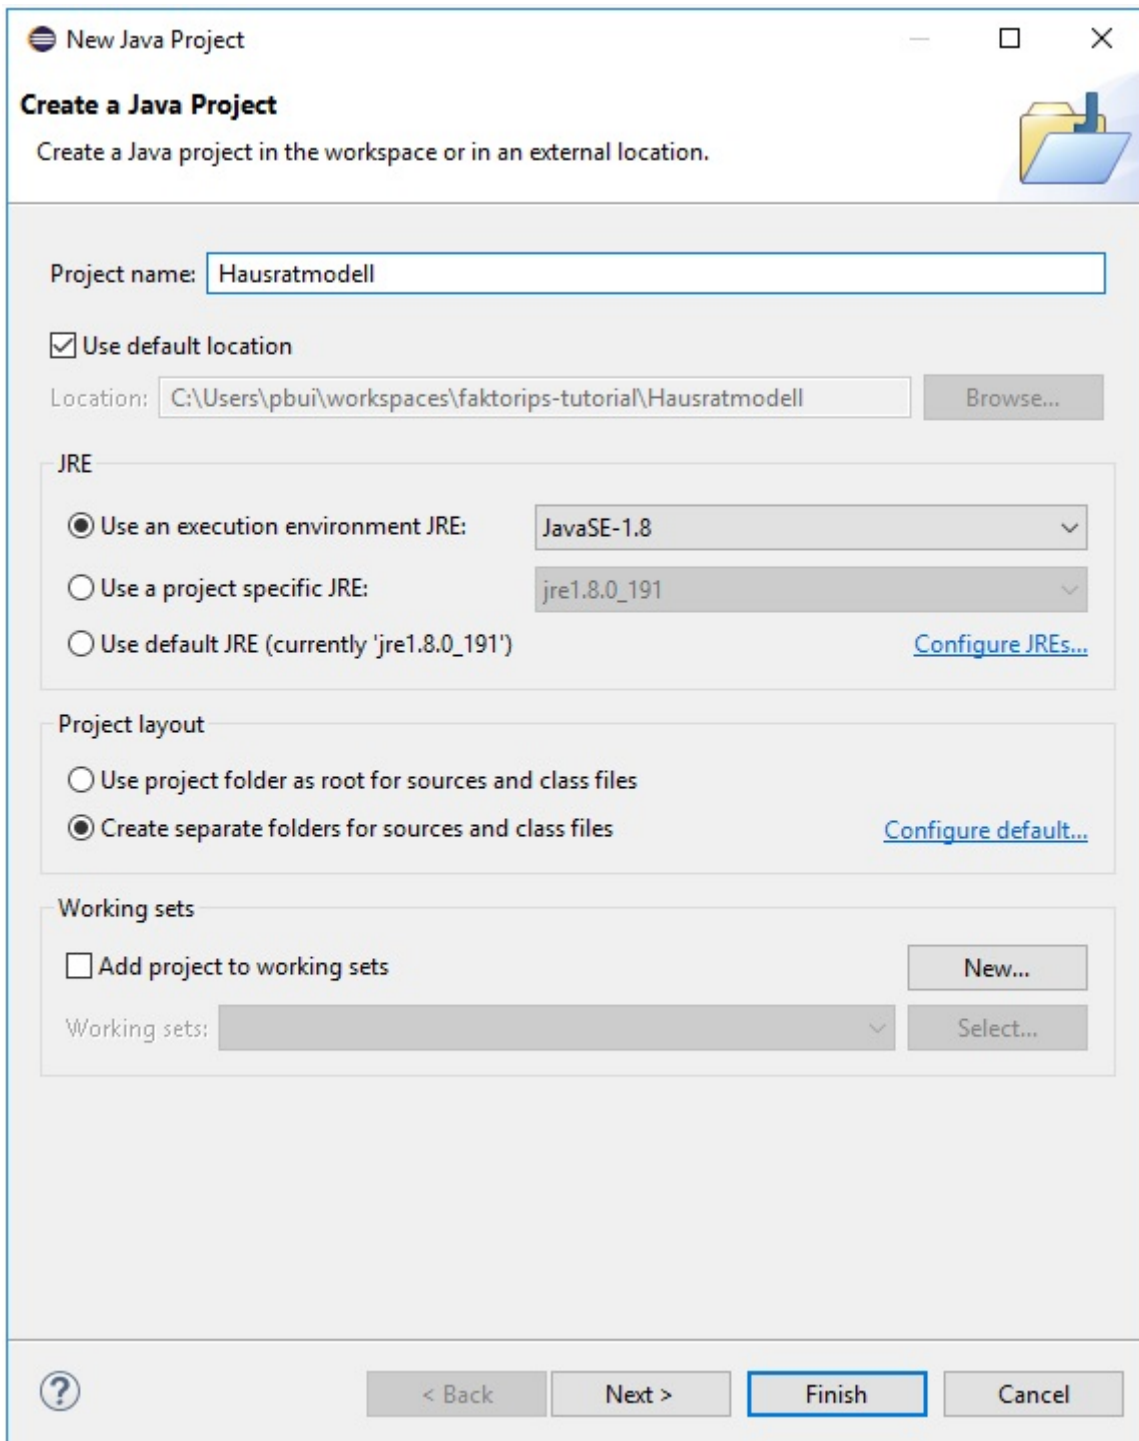 New Java Project
Create a Java Project
Create a Java project in the workspace or in an external location.
Project name: Hausratmodell
Use default location
Location: C:\Users\pbui\workspaces\faktorips-tutorial\Hausratmodell Browse...
JRE
Use an execution environment JRE: JavaSE-1.8
Use a project specific JRE: jre1.8.0_191
Use default JRE (currently 'jre1.8.0_191') Configure JREs...
Project layout
Use project folder as root for sources and class files
Create separate folders for sources and class files Configure default...
Working sets
Add project to working sets New...
Working sets: Select...
? < Back Next > Finish Cancel